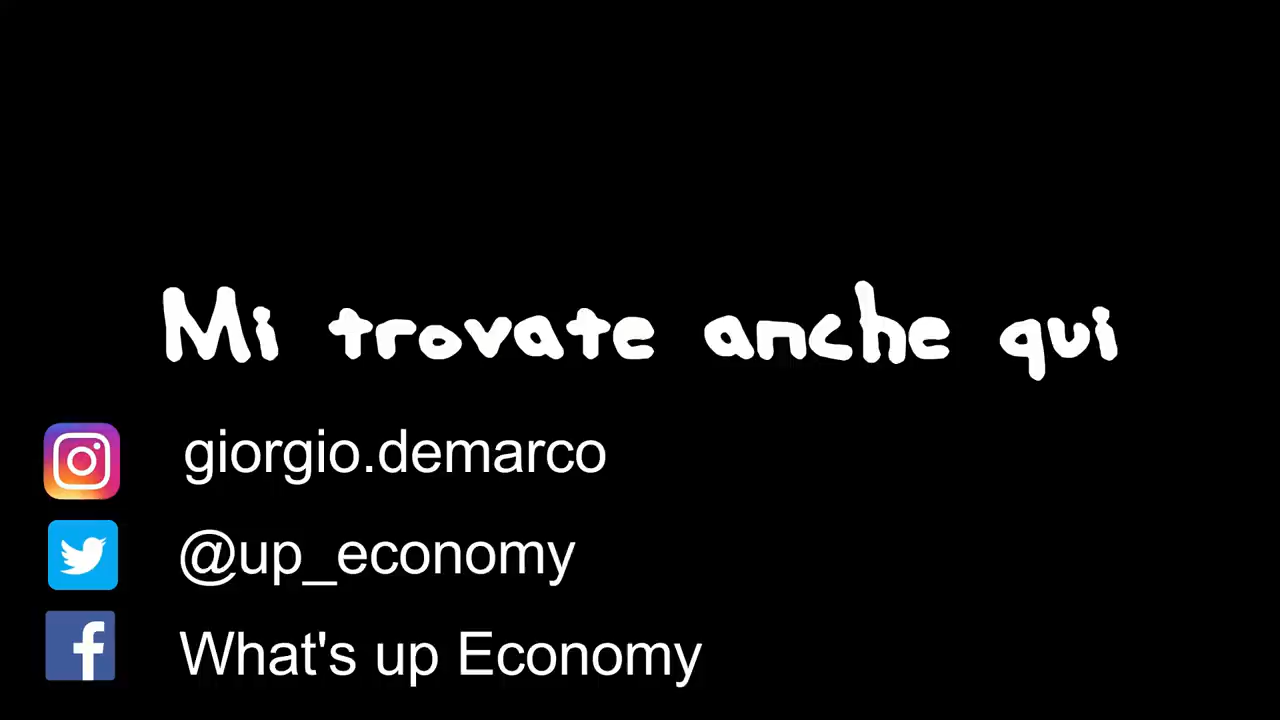 Mi trovate anche qui
giorgio.demarco
@up_economy
What's up Economy